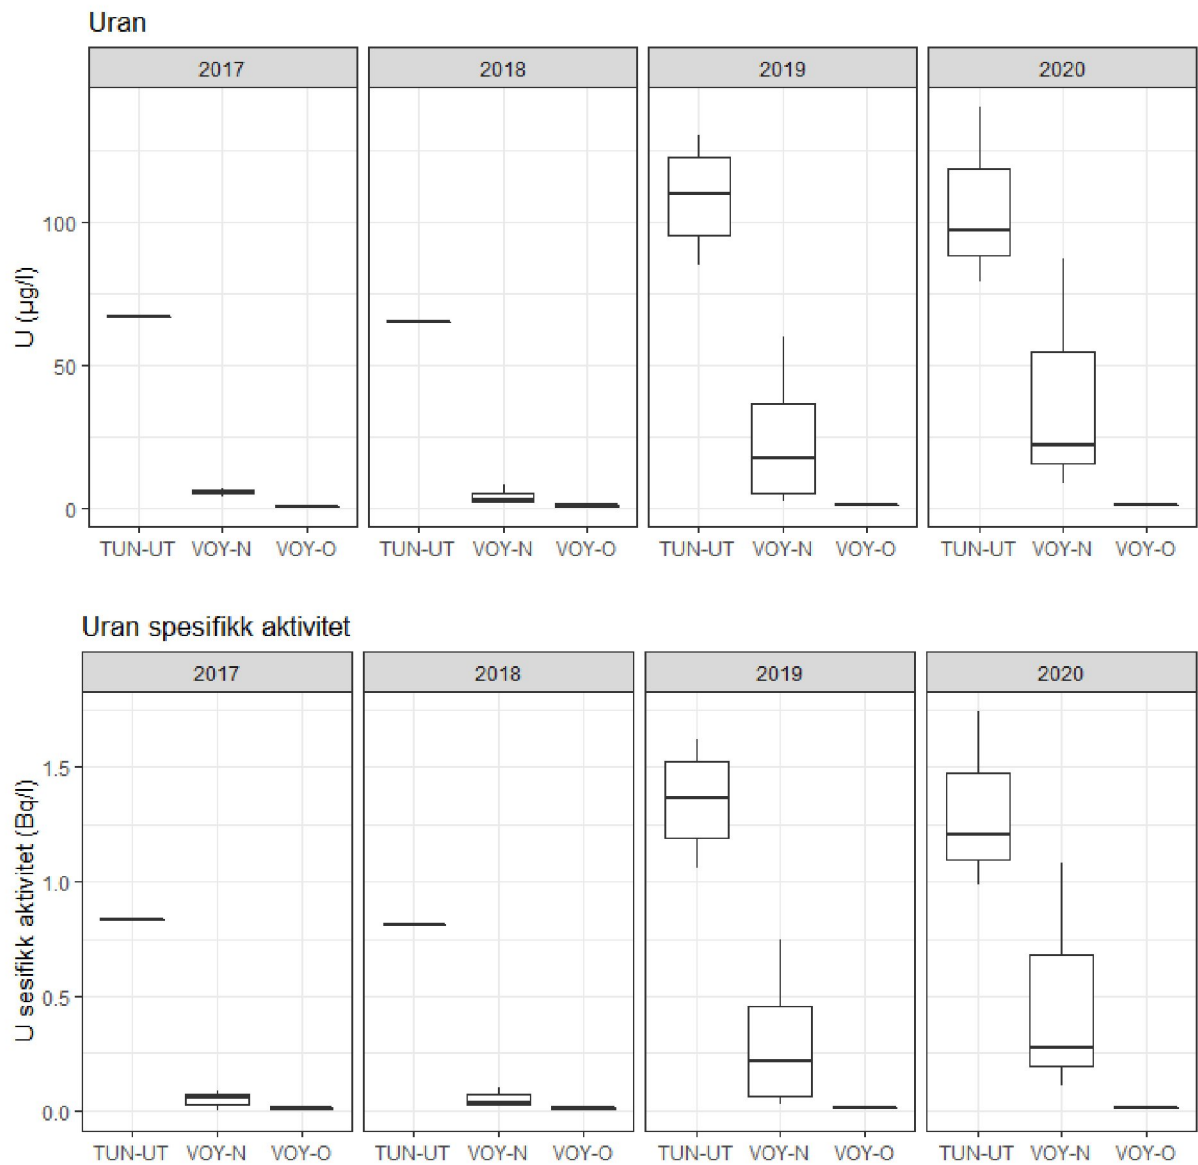 Uran
2017 2018 2019 2020
U (µg/l)
100
50
0
TUN-UT VOY-N VOY-O TUN-UT VOY-N VOY-O TUN-UT VOY-N VOY-O TUN-UT VOY-N VOY-O
Uran spesifikk aktivitet
2017 2018 2019 2020
U sesifikk aktivitet (Bq/l)
1.5
1.0
0.5
0.0
TUN-UT VOY-N VOY-O TUN-UT VOY-N VOY-O TUN-UT VOY-N VOY-O TUN-UT VOY-N VOY-O